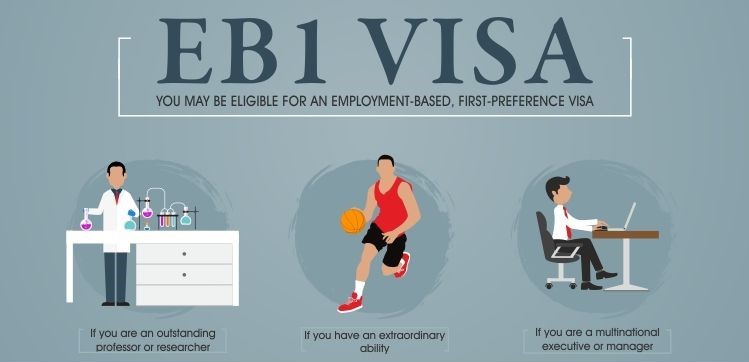 EB1 VISA
YOU MAY BE ELIGIBLE FOR AN EMPLOYMENT-BASED, FIRST-PREFERENCE VISA
If you are an outstanding
professor or researcher
If you have an extraordinary
ability
If you are a multinational
executive or manager